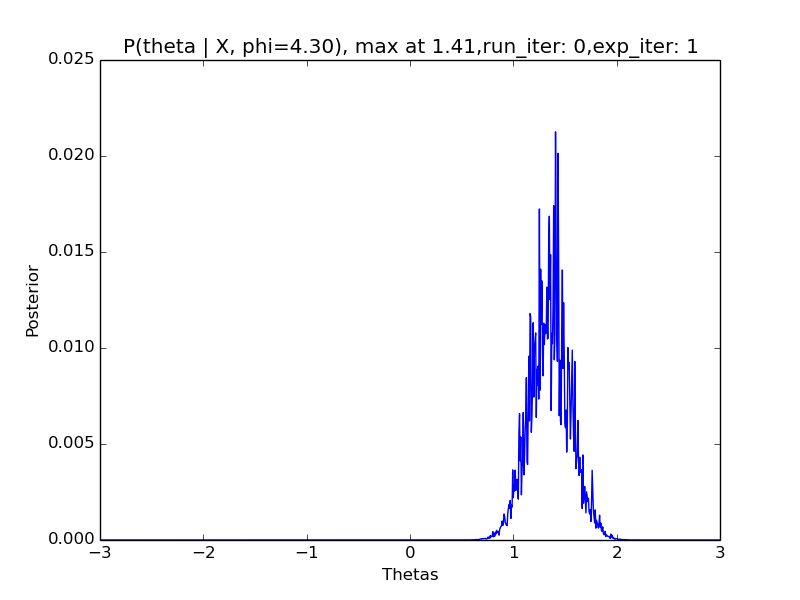 P(theta | X, phi=4.30), max at 1.41,run_iter: 0,exp_iter: 1
0.025
0.020
0.015
0.010
0.005
0.000
Posterior
−3 −2 −1 0 1 2 3
Thetas